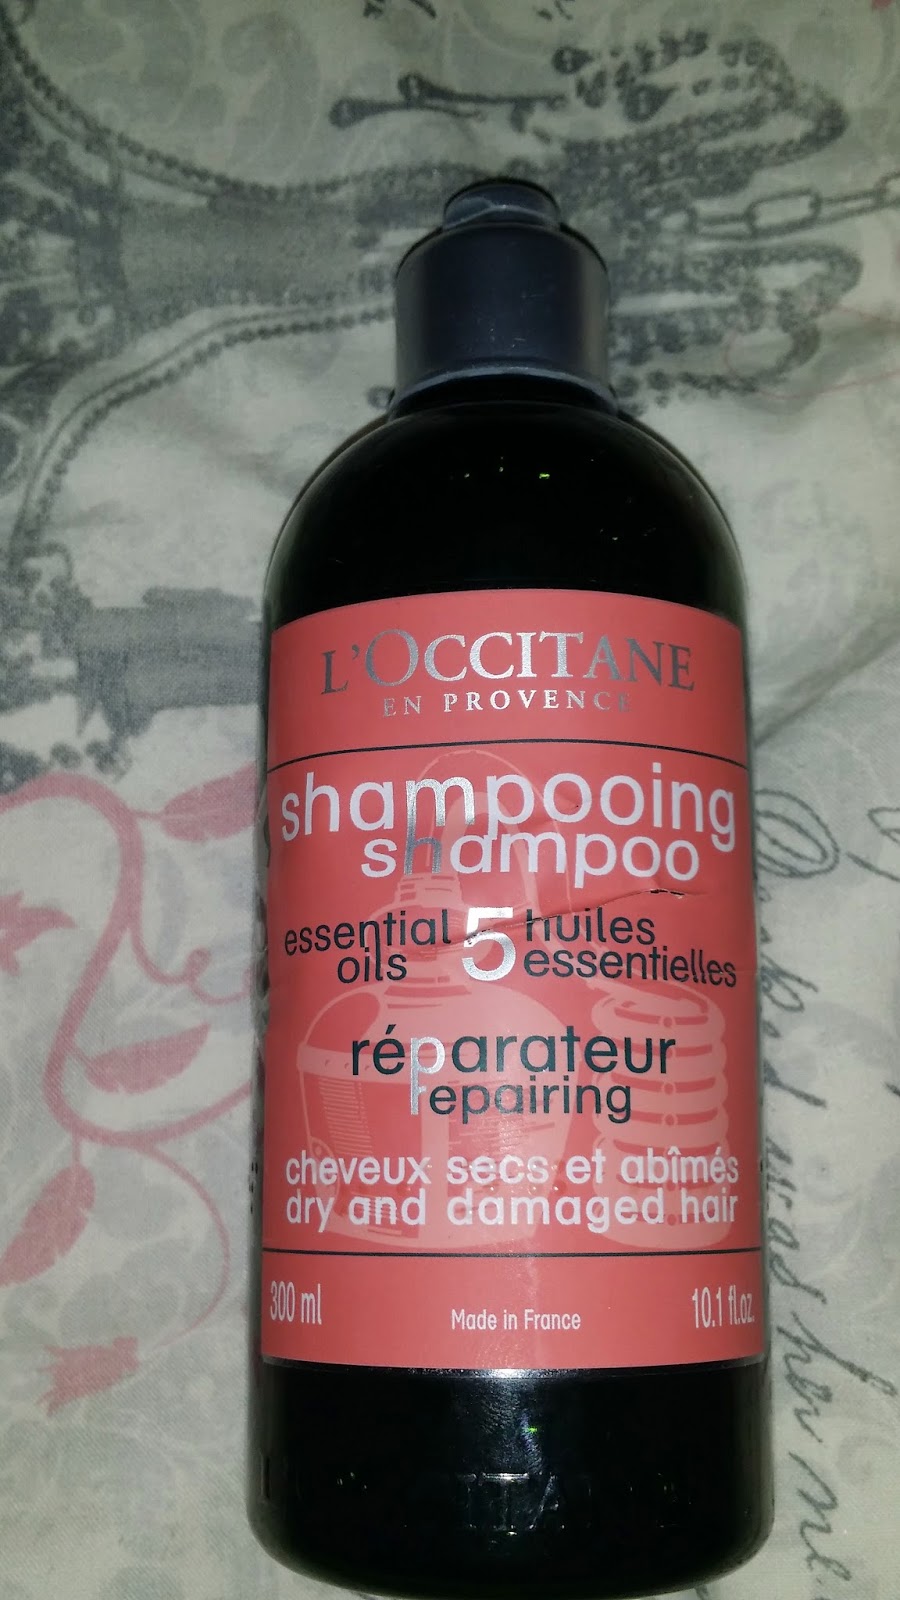 L'OCCITANE
EN PROVENCE
shampooing
shampoo
essential oils
5
huiles essentielles
réparateur
repairing
cheveux secs et abîmés
dry and damaged hair
300 ml
Made in France
10.1 fl.oz.